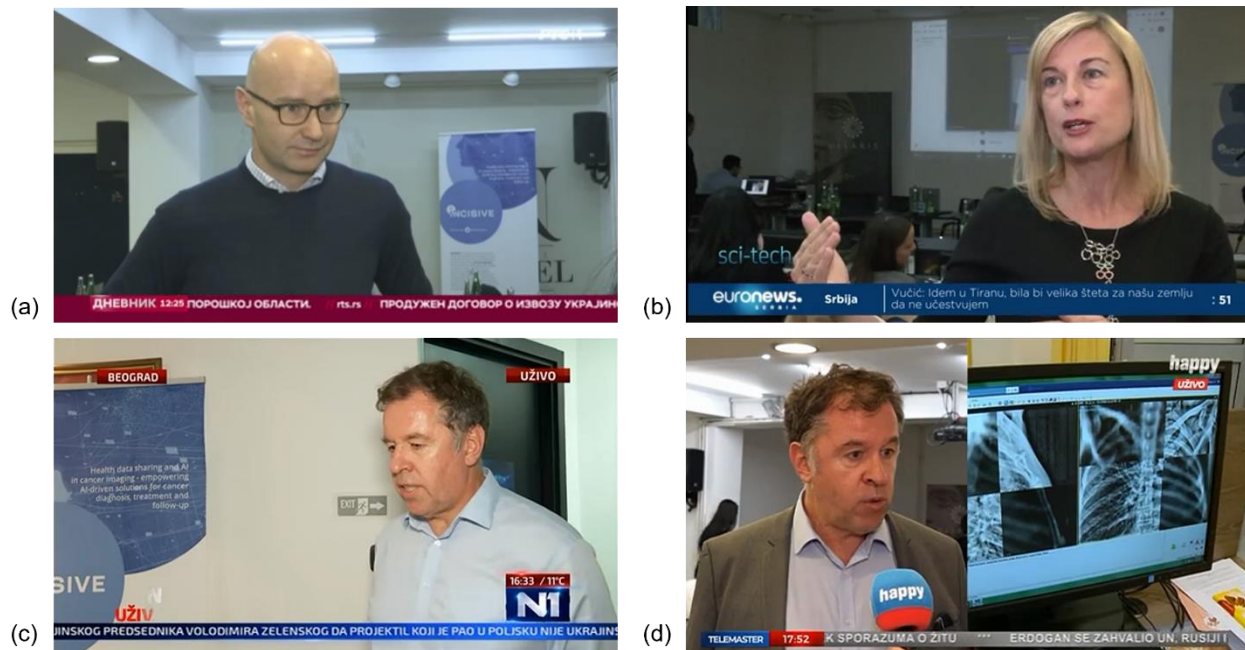 INCISIVE
EL
ДНЕВНИК 12:25 ПОРОШКОЈ ОБЛАСТИ. // rts.rs // ПРОДУЖЕН ДОГОВОР О ИЗВОЗУ УКРАЈИН
(a)
sci-tech
euronews.
SERBIA
Srbija
Vučić: Idem u Tiranu, bila bi velika šteta za našu zemlju
da ne učestvujem
: 51
(b)
BEOGRAD
UŽIVO
Health data sharing and AI
in cancer imaging - empowering
AI-driven solutions for cancer
diagnosis, treatment and
follow-up
EXIT
SIVE
UŽIV
16:33 / 11°C
N1
JINSKOG PREDSEDNIKA VOLODIMIRA ZELENSKOG DA PROJEKTIL KOJI JE PAO U POLJSKU NIJE UKRAJINS
(c)
happy
UŽIVO
happy
TELEMASTER 17:52 K SPORAZUMA O ŽITU *** ERDOGAN SE ZAHVALIO UN, RUSIJI I
(d)